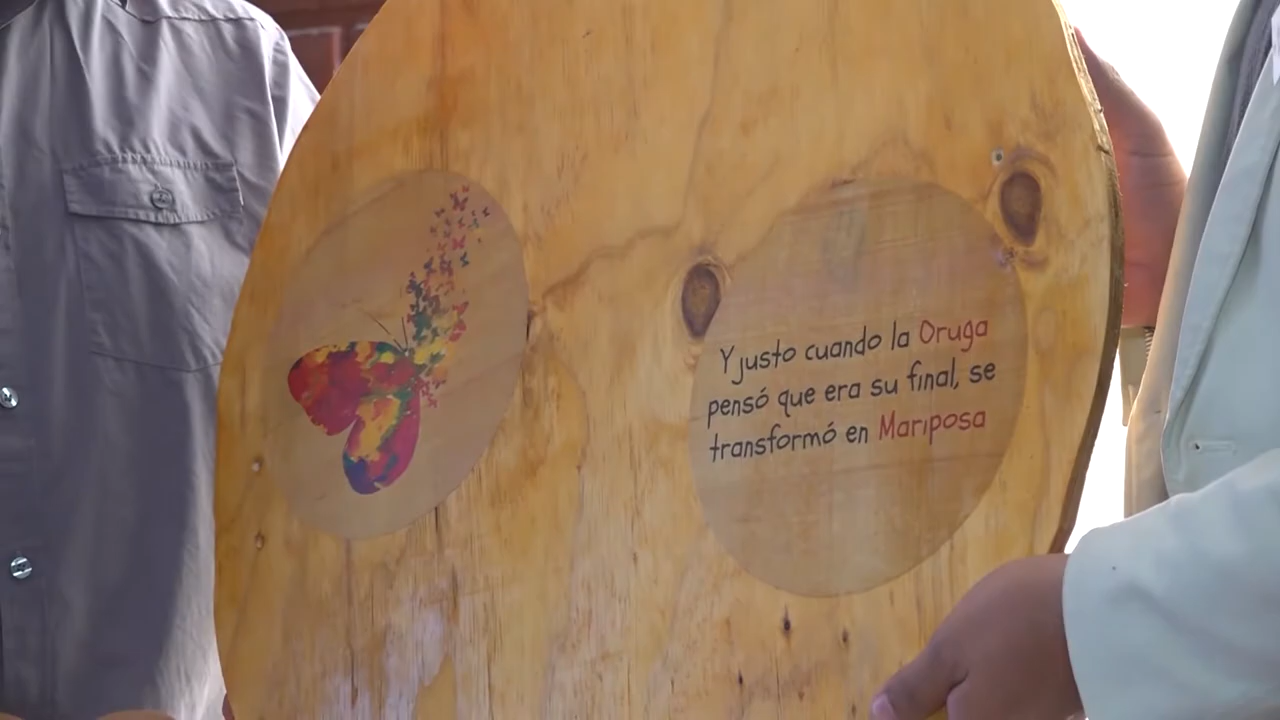 Y justo cuando la Oruga
pensó que era su final, se
transformó en Mariposa